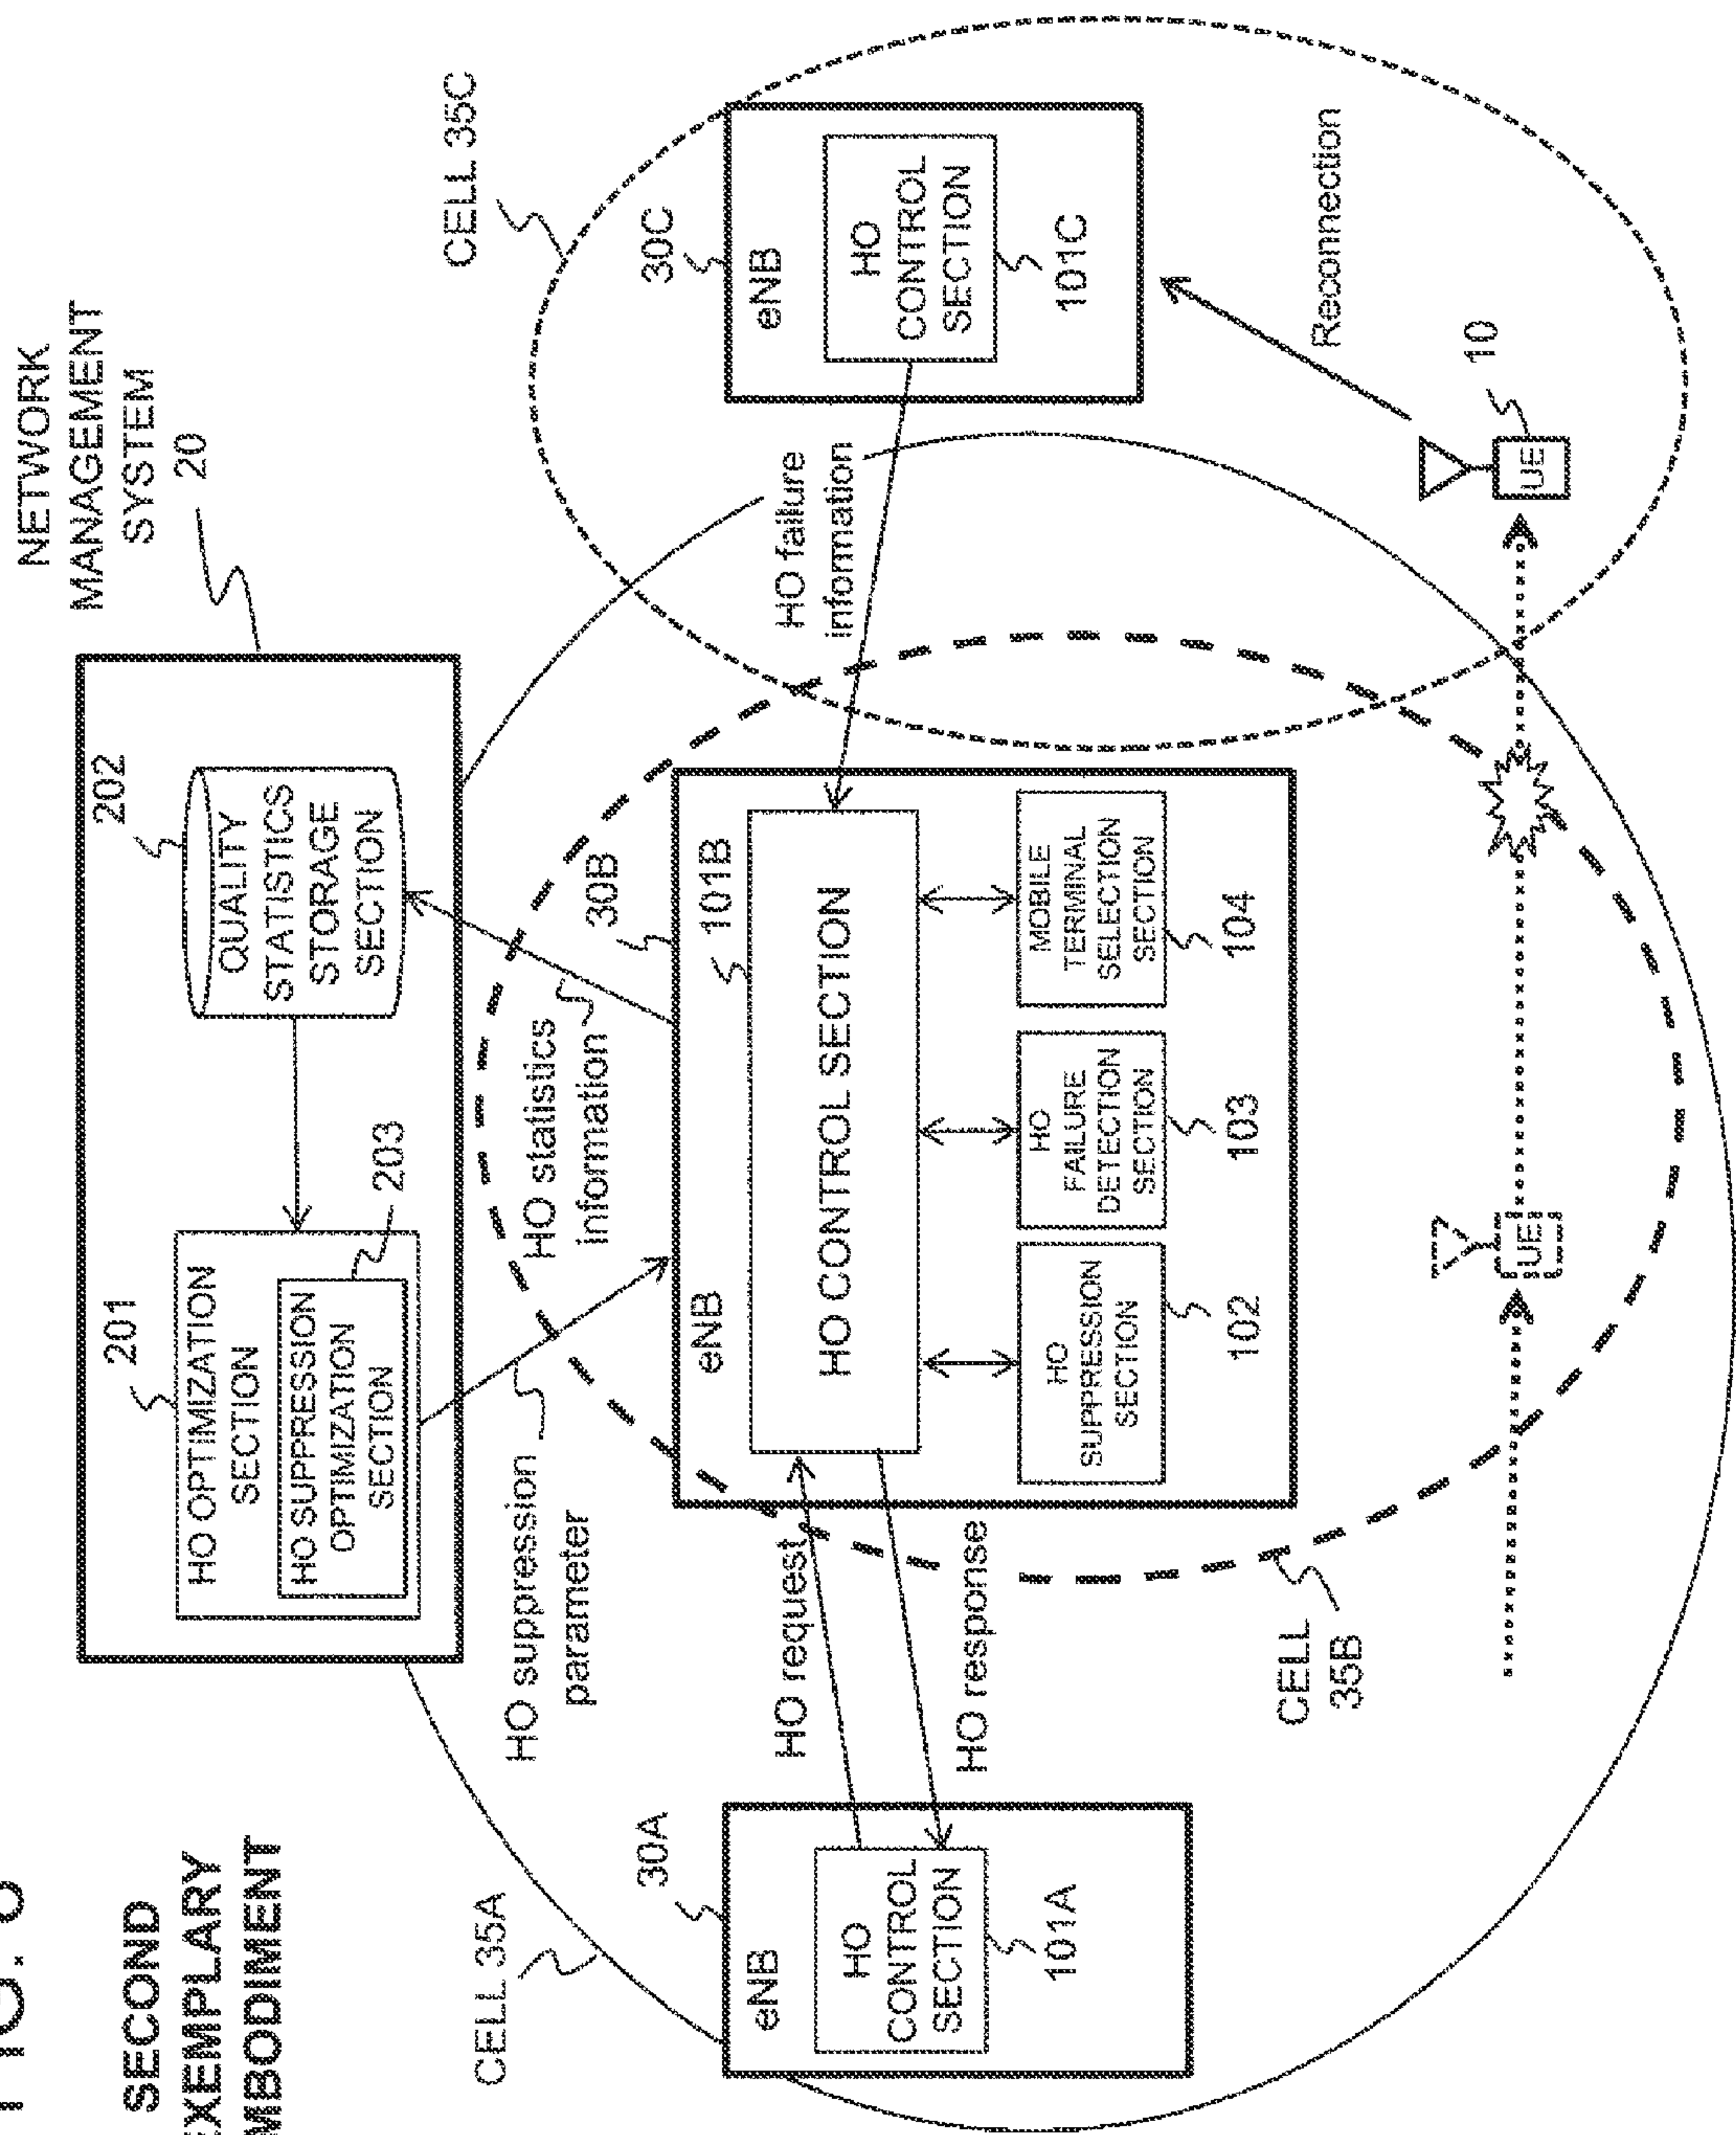 FIG. 8
SECOND
EXEMPLARY
EMBODIMENT
NETWORK
MANAGEMENT
SYSTEM
20
201
HO OPTIMIZATION
SECTION
HO SUPPRESSION
OPTIMIZATION
SECTION
203
202
QUALITY
STATISTICS
STORAGE
SECTION
CELL 35A
HO suppression
parameter
HO statistics
information
30B
CELL 35C
30A
eNB
HO
CONTROL
SECTION
101A
HO request
HO response
eNB
101B
HO CONTROL SECTION
HO
SUPPRESSION
SECTION
102
HO
FAILURE
DETECTION
SECTION
103
MOBILE
TERMINAL
SELECTION
SECTION
104
HO failure
information
30C
eNB
HO
CONTROL
SECTION
101C
CELL
35B
Reconnection
UE
UE
10